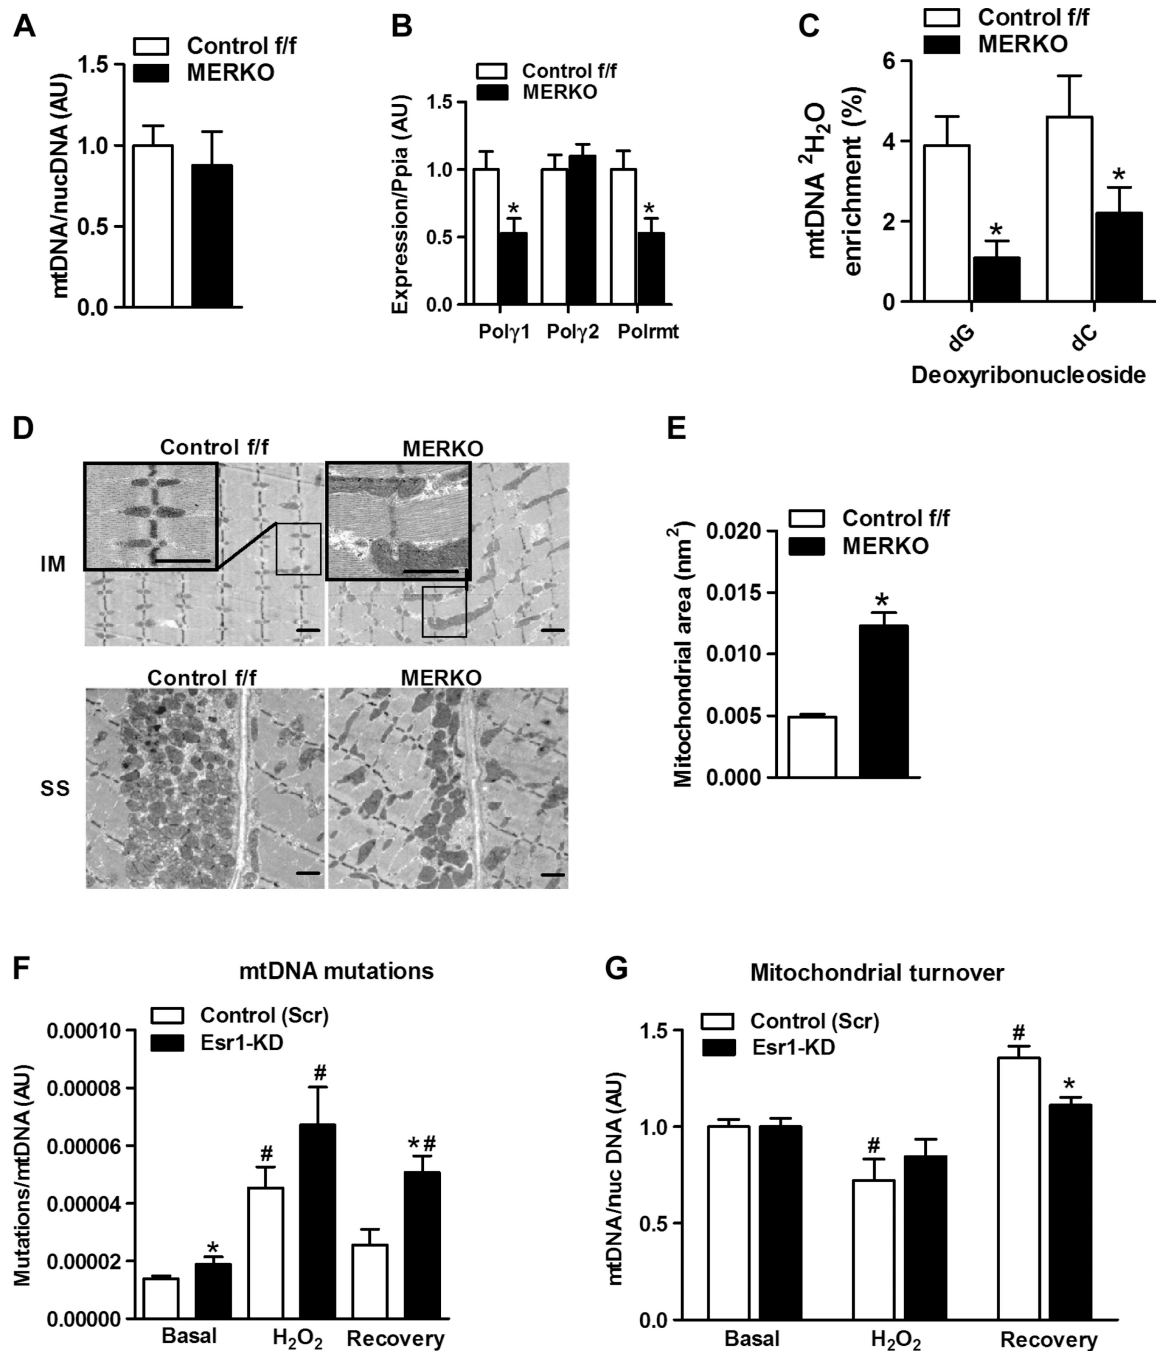 A
Control f/f
MERKO
mtDNA/nucDNA (AU)
1.5
1.0
0.5
0.0
B
Control f/f
MERKO
Expression/Ppia (AU)
1.5
1.0
0.5
0.0
*
*
Polγ1 Polγ2 Polrmt
C
Control f/f
MERKO
mtDNA ²H₂O
enrichment (%)
6
4
2
0
*
*
dG
dC
Deoxyribonucleoside
D
Control f/f MERKO
IM
Control f/f MERKO
SS
E
Control f/f
MERKO
Mitochondrial area (nm²)
0.020
0.015
0.010
0.005
0.000
*
F
mtDNA mutations
Control (Scr)
Esr1-KD
Mutations/mtDNA (AU)
0.00010
0.00008
0.00006
0.00004
0.00002
0.00000
*
#
#
*#
Basal H₂O₂ Recovery
G
Mitochondrial turnover
Control (Scr)
Esr1-KD
mtDNA/nuc DNA (AU)
1.5
1.0
0.5
0.0
#
#
*
Basal H₂O₂ Recovery